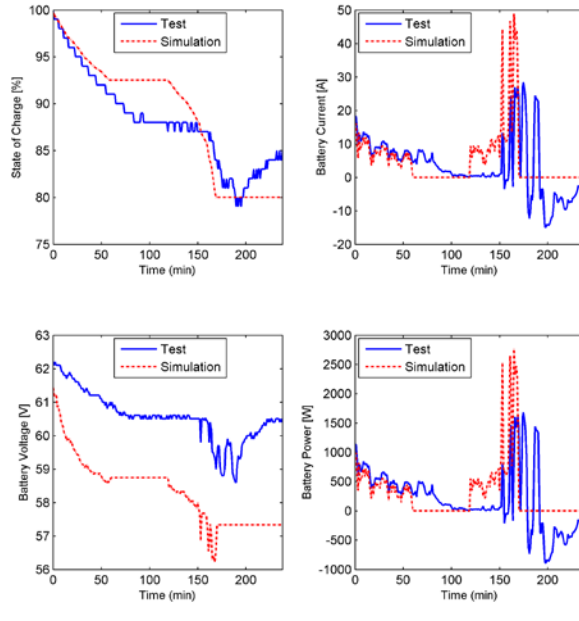 100
95
90
85
80
75
State of Charge [%]
Test
Simulation
0 50 100 150 200
Time (min)
50
40
30
20
10
0
-10
-20
Battery Current [A]
Test
Simulation
0 50 100 150 200
Time (min)
63
62
61
60
59
58
57
56
Battery Voltage [V]
Test
Simulation
0 50 100 150 200
Time (min)
3000
2500
2000
1500
1000
500
0
-500
-1000
Battery Power [W]
Test
Simulation
0 50 100 150 200
Time (min)